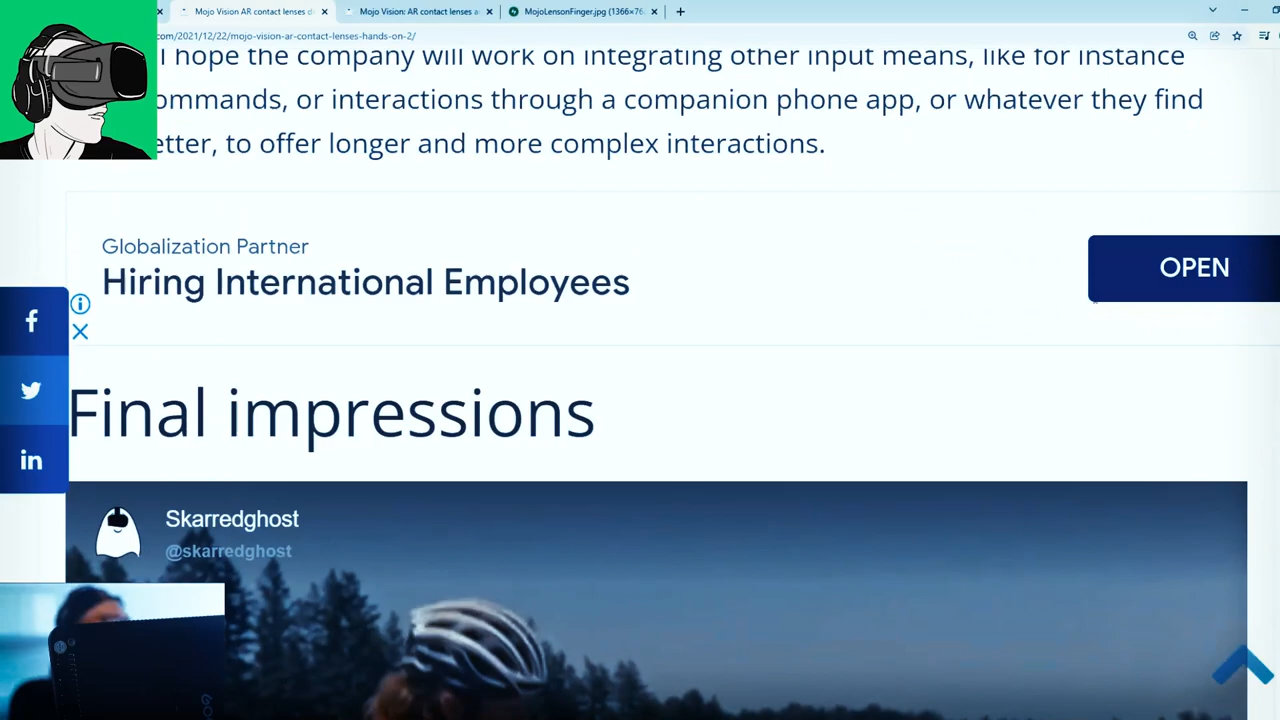 Mojo Vision AR contact lenses d
Mojo Vision: AR contact lenses a
MojoLensonFinger.jpg (1366×76
com/2021/12/22/mojo-vision-ar-contact-lenses-hands-on-2/
I hope the company will work on integrating other input means, like for instance
ommands, or interactions through a companion phone app, or whatever they find
etter, to offer longer and more complex interactions.
Globalization Partner
Hiring International Employees
OPEN
f
in
Final impressions
Skarredghost
@skarredghost